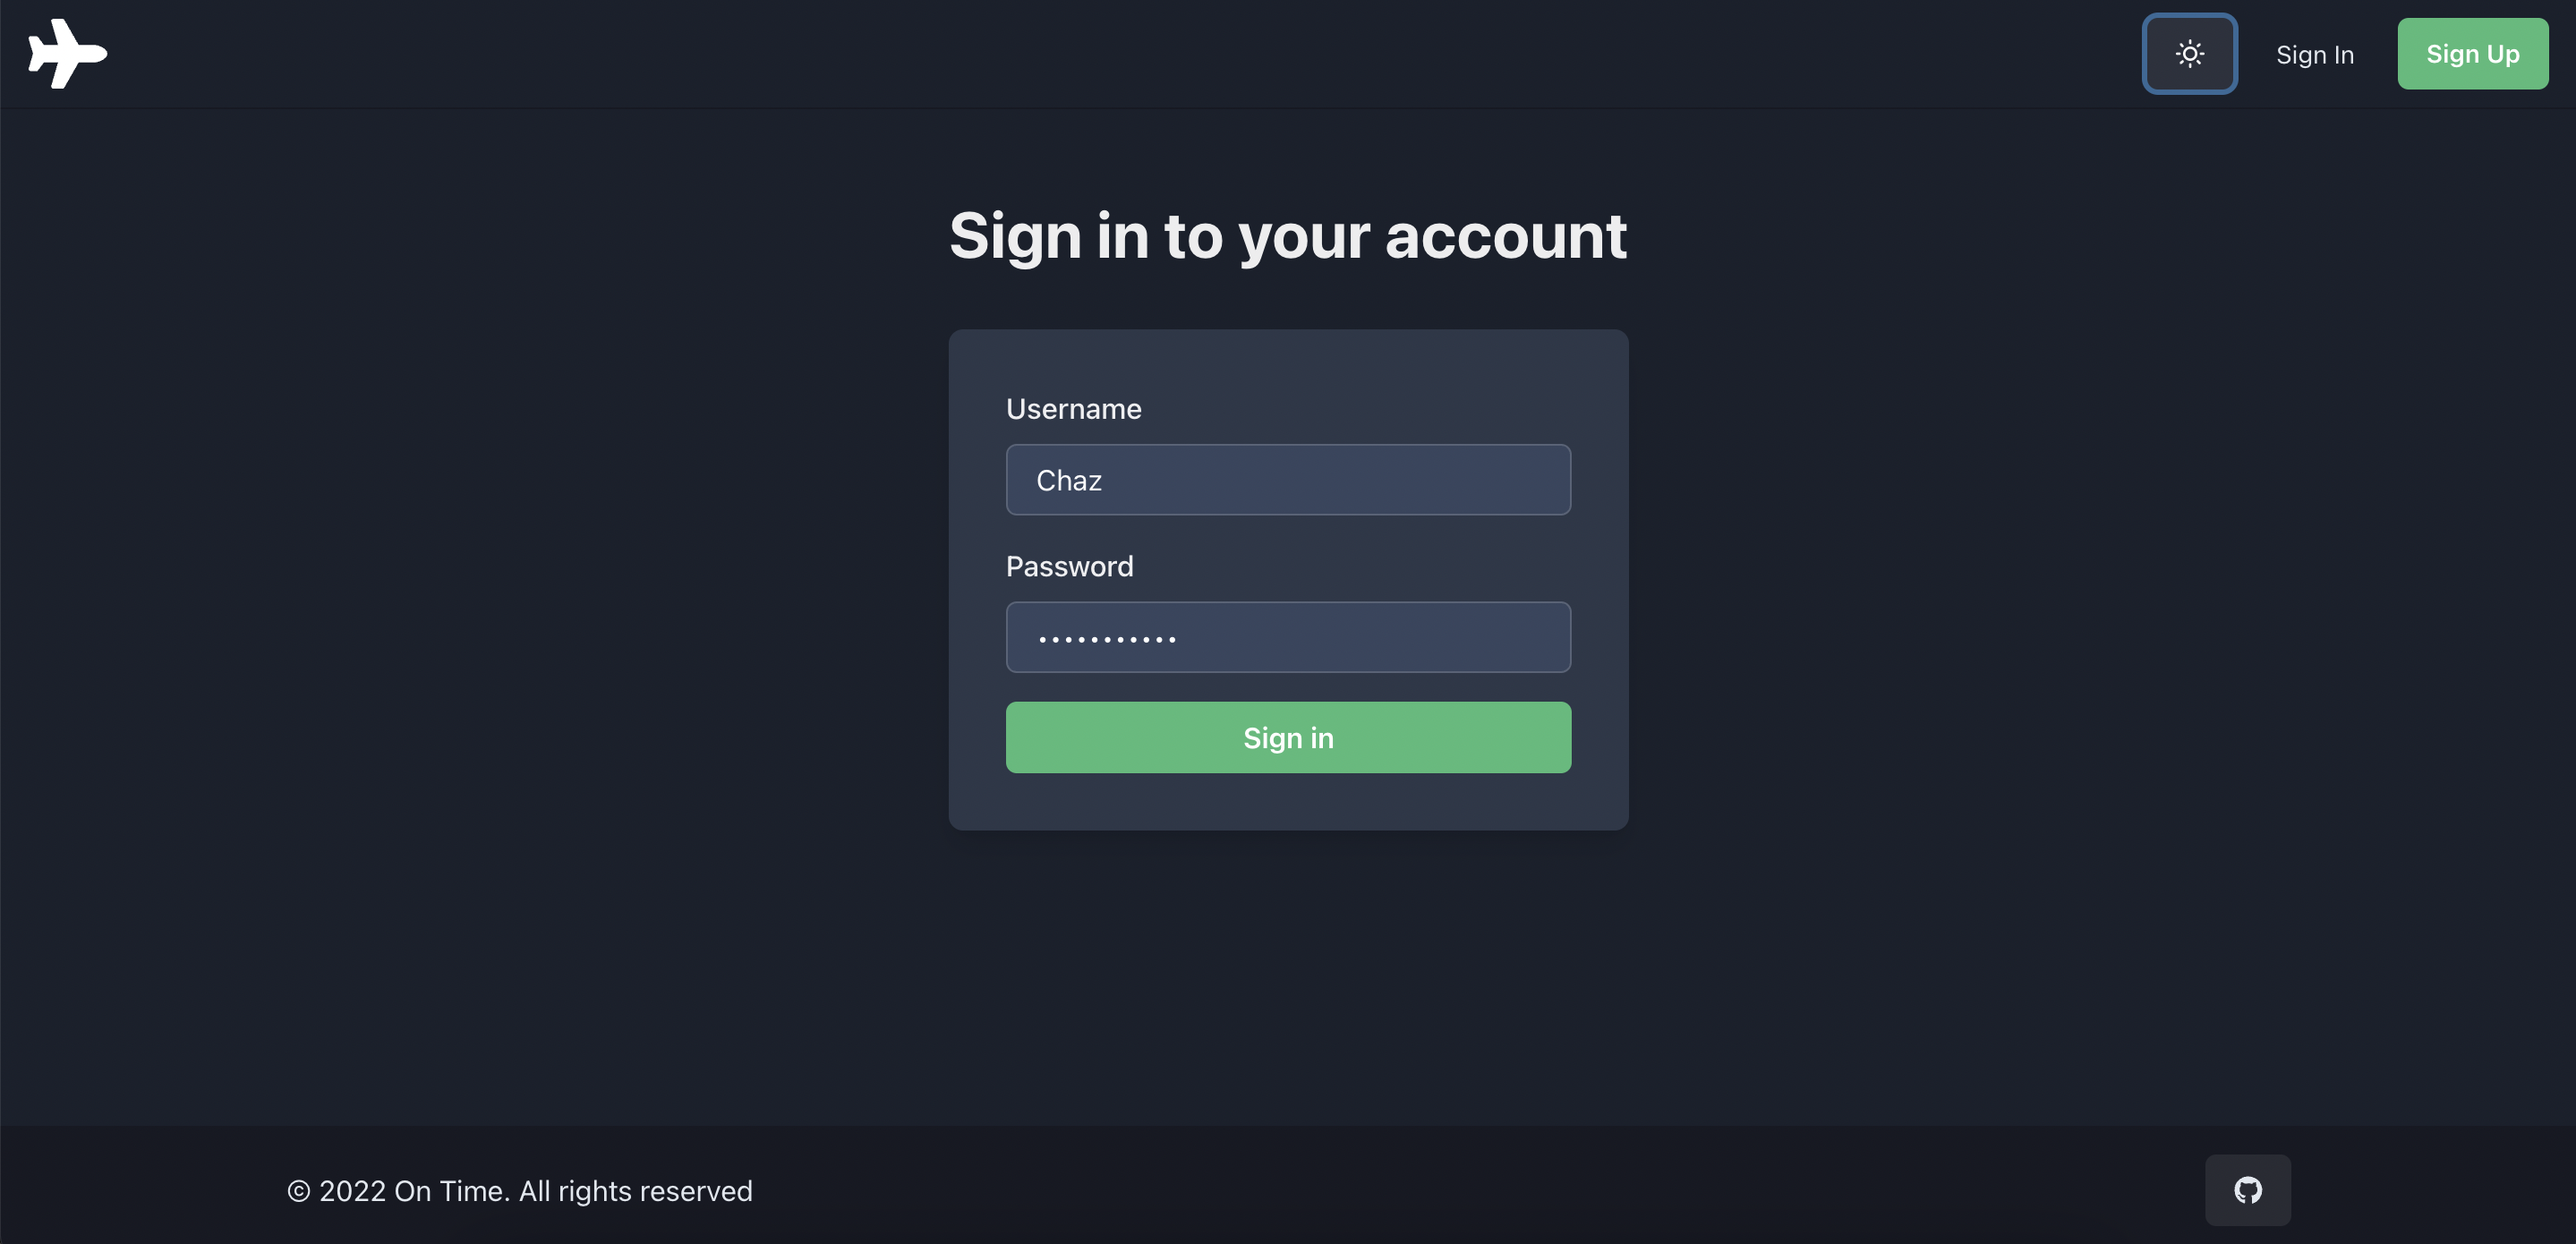 Sign In
Sign Up
Sign in to your account
Username
Chaz
Password
•••••••••••
Sign in
© 2022 On Time. All rights reserved